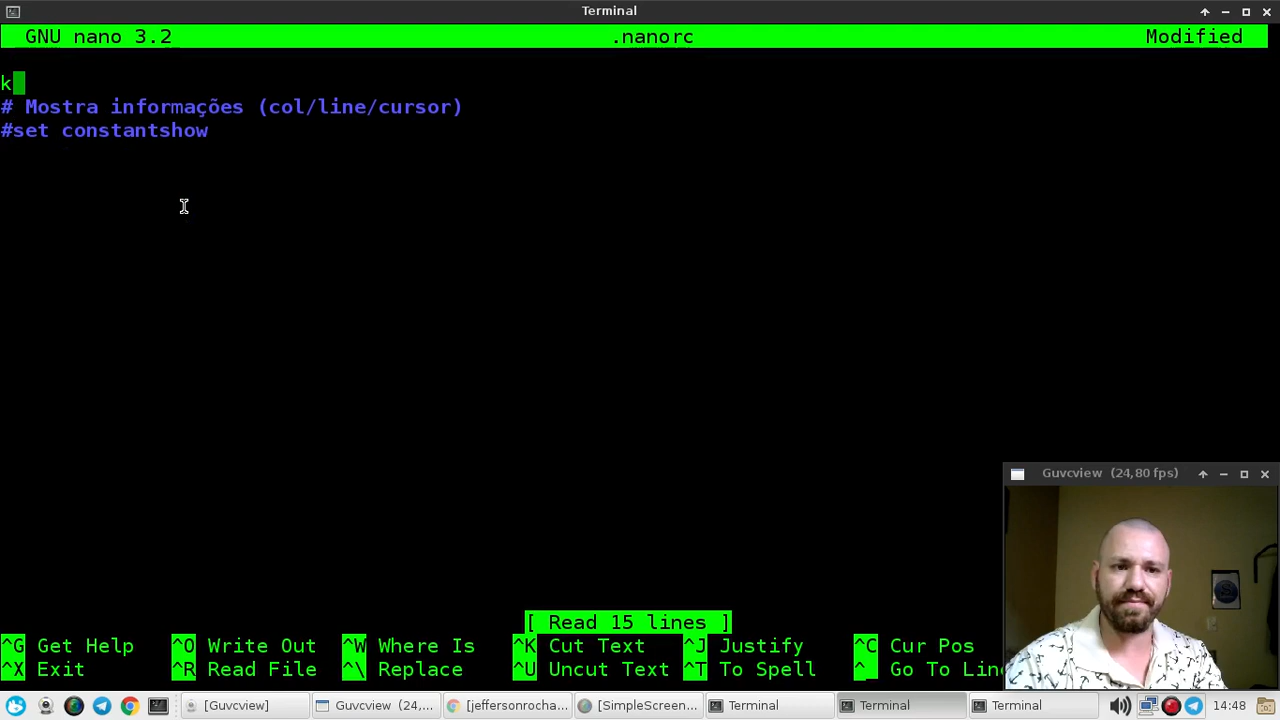 Terminal
GNU nano 3.2 .nanorc Modified
k
# Mostra informações (col/line/cursor)
#set constantshow
Guvcview (24,80 fps)
[ Read 15 lines ]
^G Get Help ^O Write Out ^W Where Is ^K Cut Text ^J Justify ^C Cur Pos
^X Exit ^R Read File ^\ Replace ^U Uncut Text ^T To Spell ^_ Go To Line
[Guvcview] Guvcview (24,... [jeffersonrocha... [SimpleScreen... Terminal Terminal Terminal 14:48